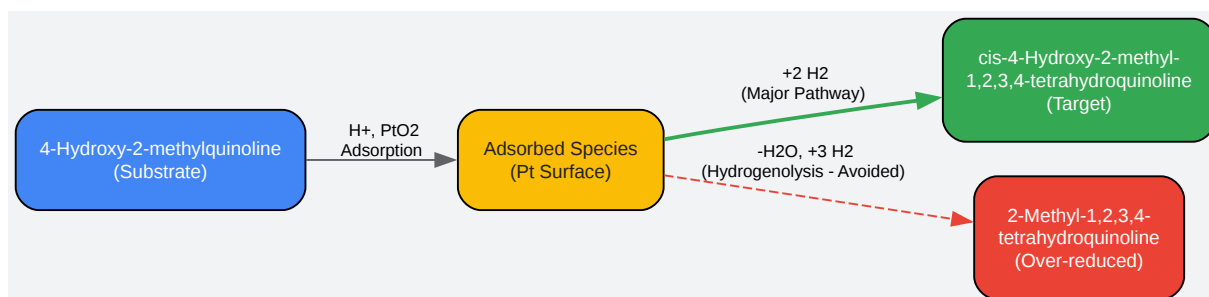 4-Hydroxy-2-methylquinoline
(Substrate)
H+, PtO2
Adsorption
Adsorbed Species
(Pt Surface)
+2 H2
(Major Pathway)
cis-4-Hydroxy-2-methyl-
1,2,3,4-tetrahydroquinoline
(Target)
-H2O, +3 H2
(Hydrogenolysis - Avoided)
2-Methyl-1,2,3,4-
tetrahydroquinoline
(Over-reduced)